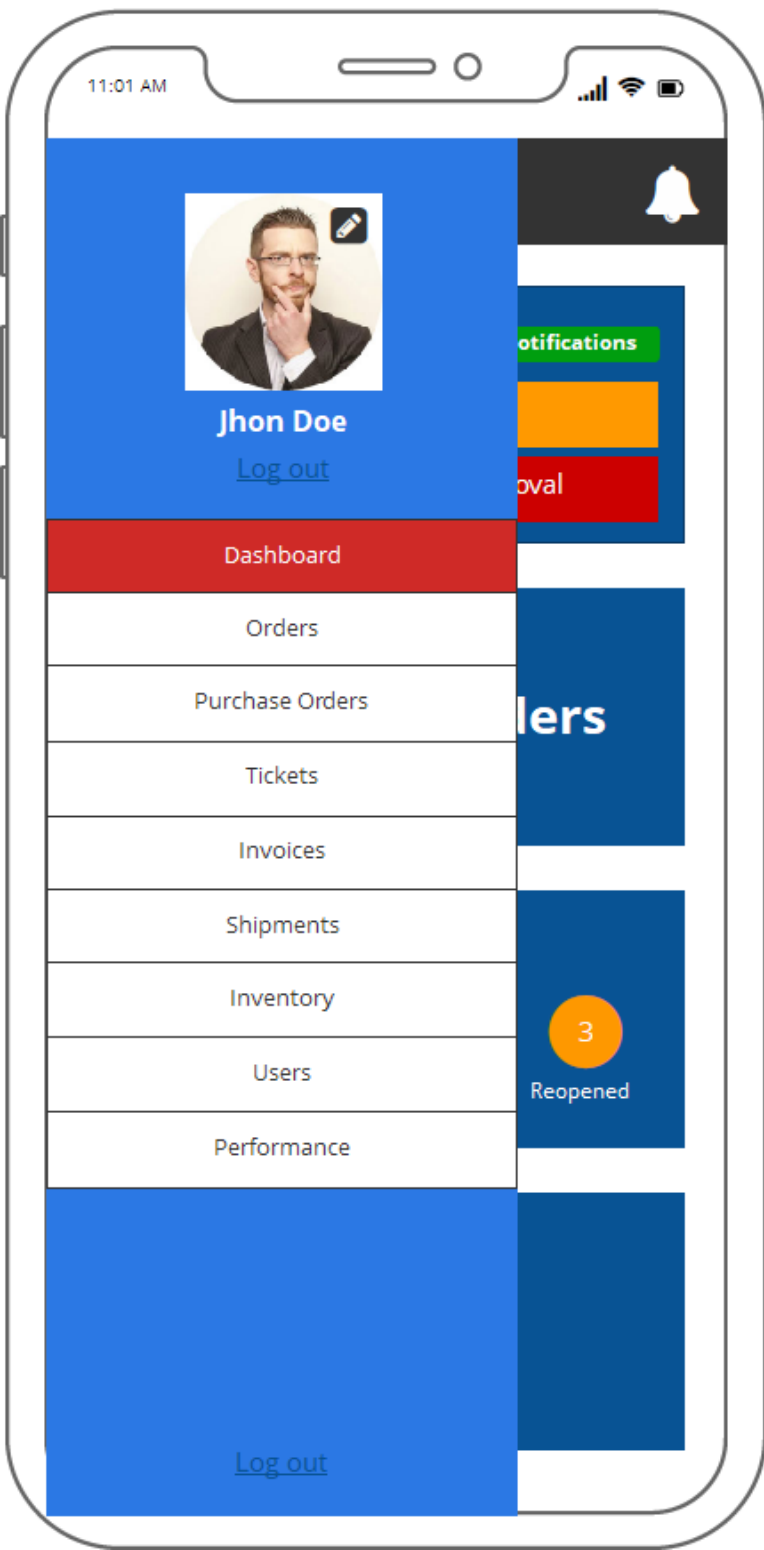 11:01 AM
otifications
Jhon Doe
Log out
oval
Dashboard
Orders
Purchase Orders
ders
Tickets
Invoices
Shipments
Inventory
3
Users
Reopened
Performance
Log out